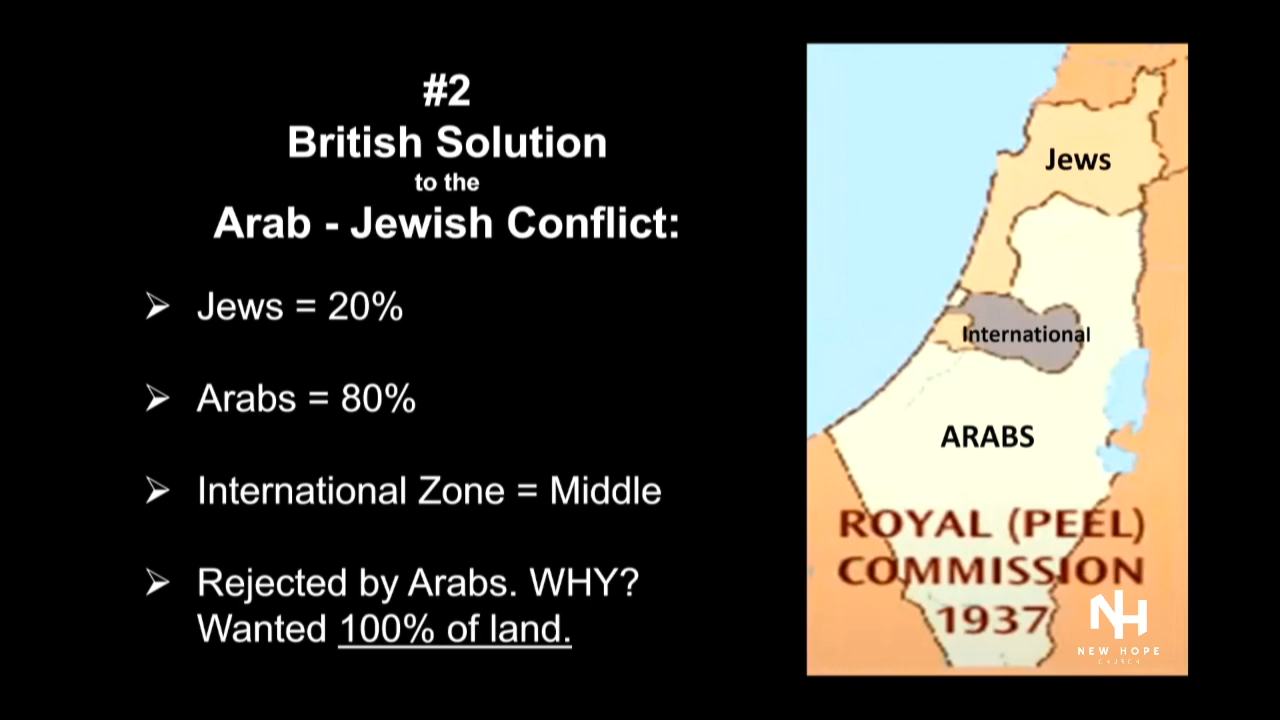 #2
British Solution
to the
Arab - Jewish Conflict:
➢ Jews = 20%
➢ Arabs = 80%
➢ International Zone = Middle
➢ Rejected by Arabs. WHY?
Wanted 100% of land.
Jews
International
ARABS
ROYAL (PEEL)
COMMISSION
1937
NH
NEW HOPE
CHURCH